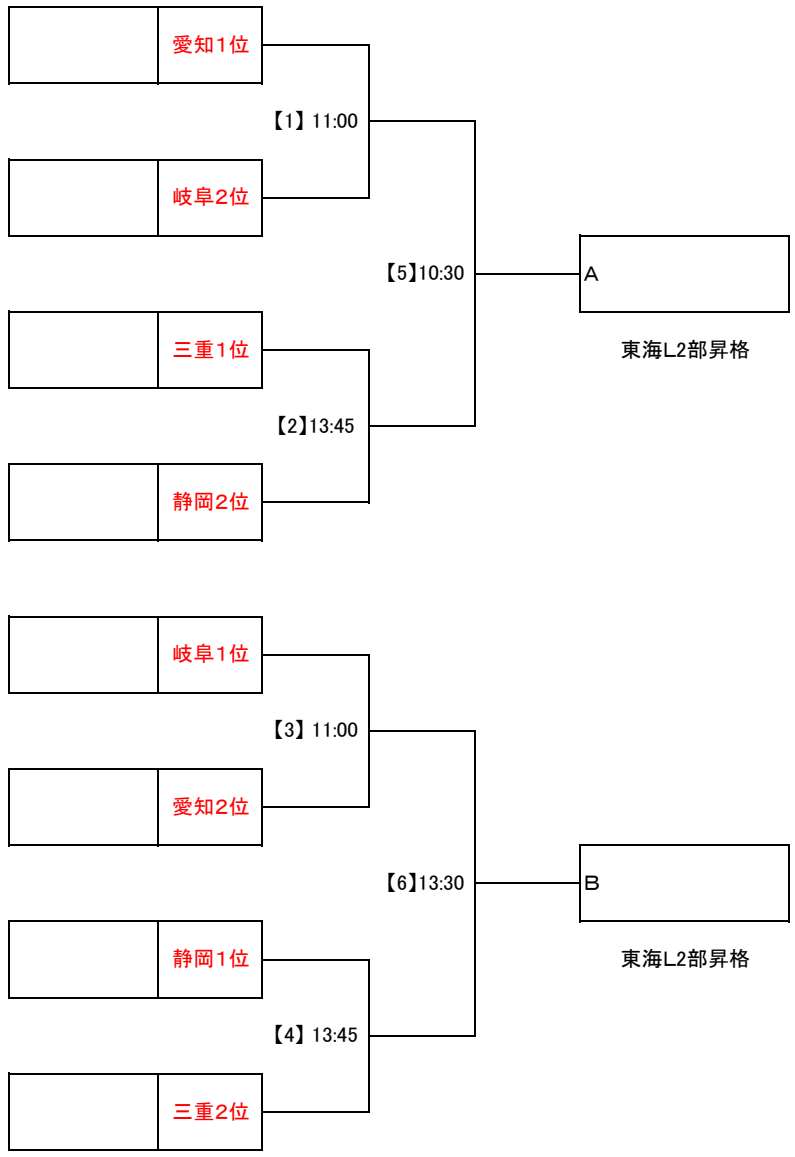 愛知1位
【1】 11:00
岐阜2位
【5】10:30
A
三重1位
東海L2部昇格
【2】13:45
静岡2位
岐阜1位
【3】 11:00
愛知2位
【6】13:30
B
静岡1位
東海L2部昇格
【4】 13:45
三重2位